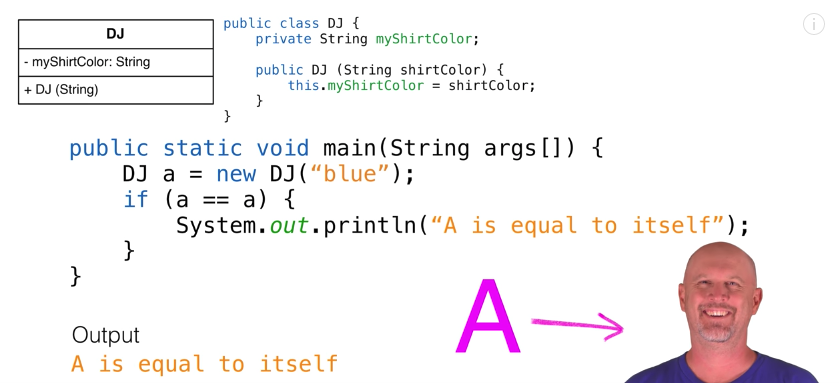 DJ
- myShirtColor: String
+ DJ (String)
public class DJ {
private String myShirtColor;
public DJ (String shirtColor) {
this.myShirtColor = shirtColor;
}
}
public static void main(String args[]) {
DJ a = new DJ(“blue”);
if (a == a) {
System.out.println(“A is equal to itself”);
}
}
A
Output
A is equal to itself